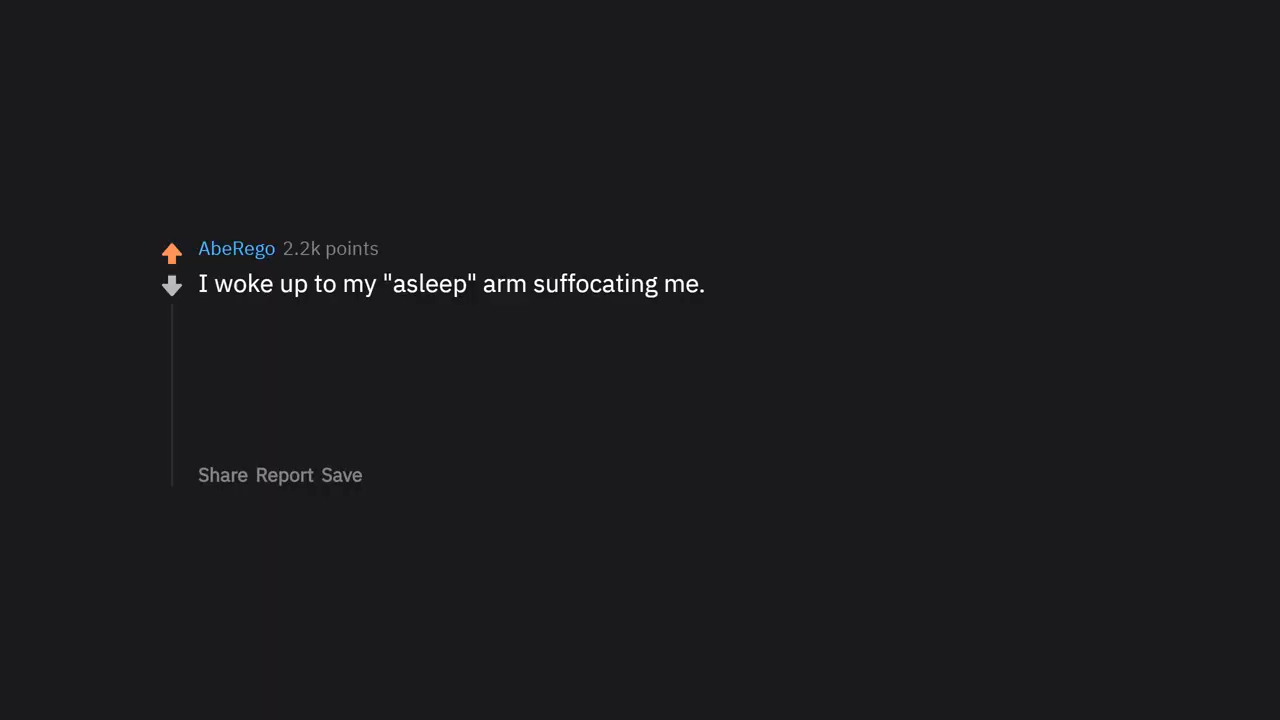 AbeRego 2.2k points
I woke up to my "asleep" arm suffocating me.
Share Report Save